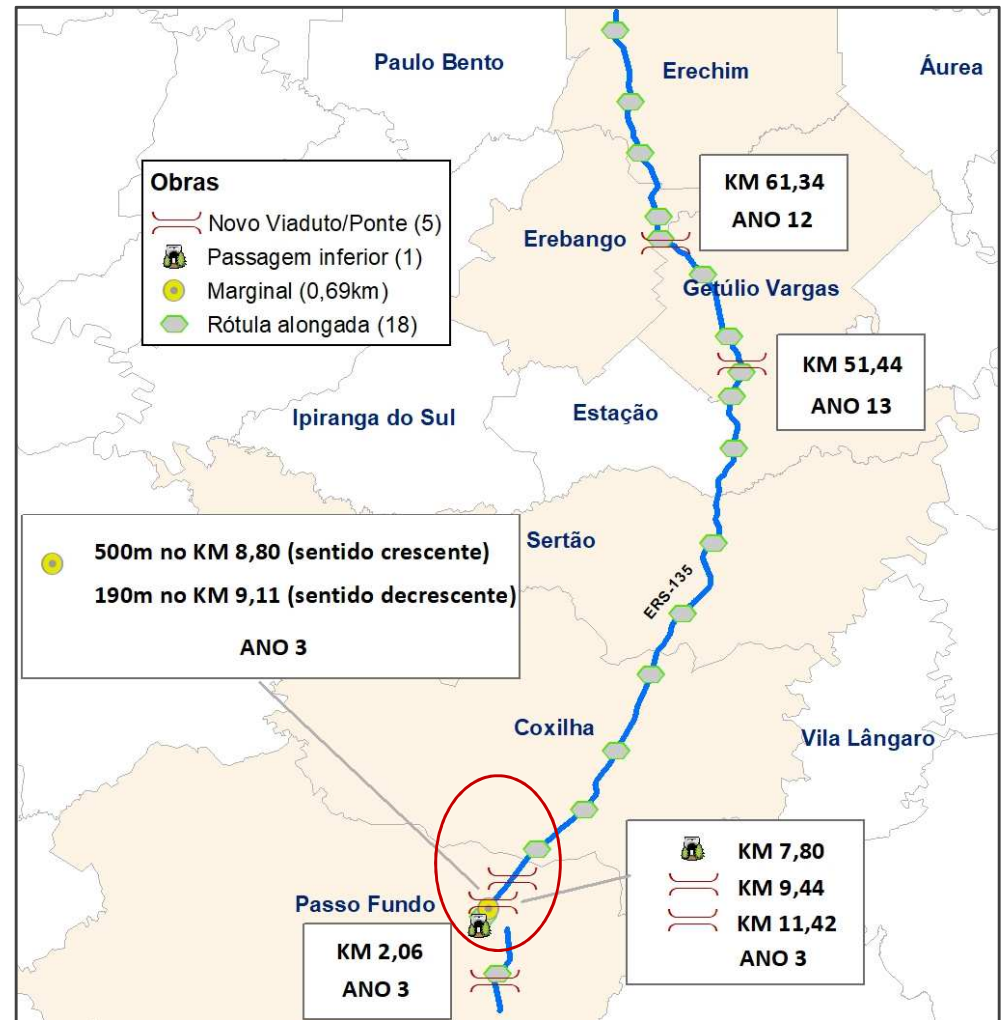 Paulo Bento
Erechim
Áurea
Obras
Novo Viaduto/Ponte (5)
Passagem inferior (1)
Marginal (0,69km)
Rótula alongada (18)
KM 61,34
ANO 12
Erebango
Getúlio Vargas
KM 51,44
ANO 13
Ipiranga do Sul
Estação
500m no KM 8,80 (sentido crescente)
190m no KM 9,11 (sentido decrescente)
ANO 3
Sertão
ERS-135
Coxilha
Vila Lângaro
KM 7,80
KM 9,44
KM 11,42
ANO 3
Passo Fundo
KM 2,06
ANO 3